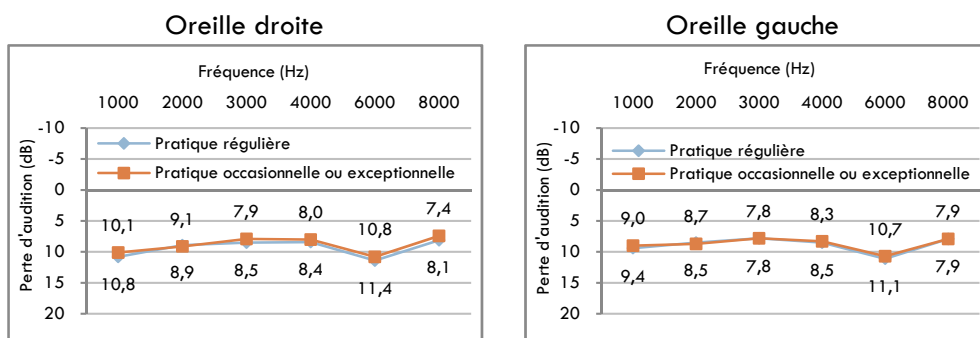 Oreille droite
Fréquence (Hz)
1000 2000 3000 4000 6000 8000
Perte d'audition (dB)
-10
-5
0
5
10
15
20
Pratique régulière
Pratique occasionnelle ou exceptionnelle
10,1 9,1 7,9 8,0 10,8 7,4
10,8 8,9 8,5 8,4 11,4 8,1
Oreille gauche
Fréquence (Hz)
1000 2000 3000 4000 6000 8000
Perte d'audition (dB)
-10
-5
0
5
10
15
20
Pratique régulière
Pratique occasionnelle ou exceptionnelle
9,0 8,7 7,8 8,3 10,7 7,9
9,4 8,5 7,8 8,5 11,1 7,9